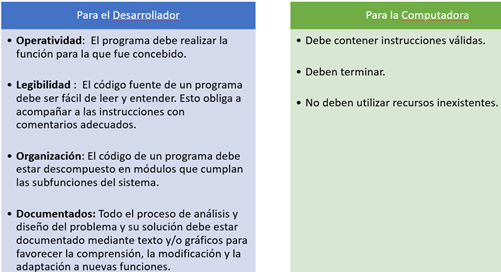 Para el Desarrollador
• Operatividad: El programa debe realizar la
función para la que fue concebido.
• Legibilidad : El código fuente de un programa
debe ser fácil de leer y entender. Esto obliga a
acompañar a las instrucciones con
comentarios adecuados.
• Organización: El código de un programa debe
estar descompuesto en módulos que cumplan
las subfunciones del sistema.
• Documentados: Todo el proceso de análisis y
diseño del problema y su solución debe estar
documentado mediante texto y/o gráficos para
favorecer la comprensión, la modificación y la
adaptación a nuevas funciones.
Para la Computadora
• Debe contener instrucciones válidas.
• Deben terminar.
• No deben utilizar recursos inexistentes.